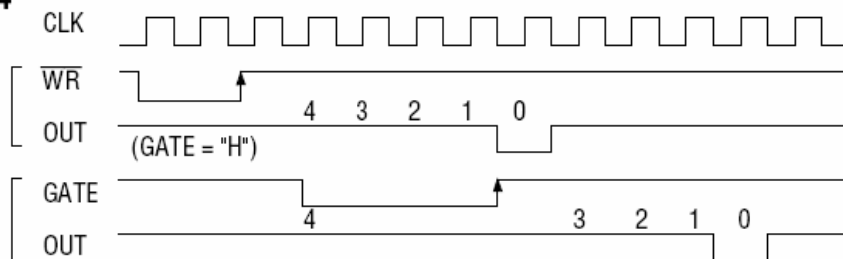 CLK
WR
4 3 2 1 0
OUT
(GATE = "H")
GATE
4 3 2 1 0
OUT